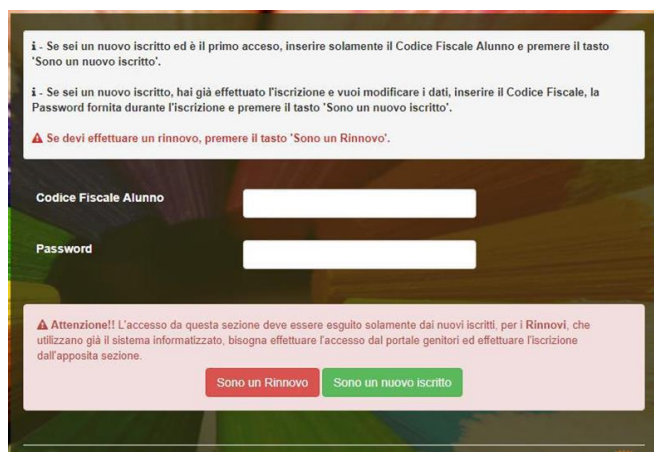 i - Se sei un nuovo iscritto ed è il primo accesso, inserire solamente il Codice Fiscale Alunno e premere il tasto
'Sono un nuovo iscritto'.
i - Se sei un nuovo iscritto, hai già effettuato l'iscrizione e vuoi modificare i dati, inserire il Codice Fiscale, la
Password fornita durante l'iscrizione e premere il tasto 'Sono un nuovo iscritto'.
Se devi effettuare un rinnovo, premere il tasto 'Sono un Rinnovo'.
Codice Fiscale Alunno
Password
Attenzione!! L'accesso da questa sezione deve essere esguito solamente dai nuovi iscritti, per i Rinnovi, che
utilizzano già il sistema informatizzato, bisogna effettuare l'accesso dal portale genitori ed effettuare l'iscrizione
dall'apposita sezione.
Sono un Rinnovo Sono un nuovo iscritto